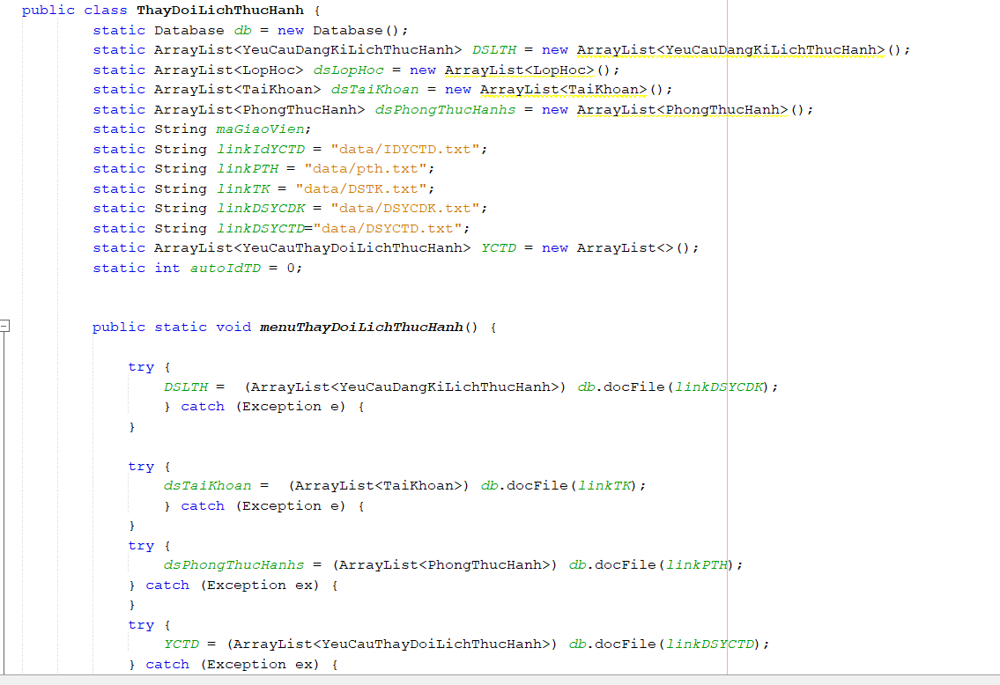 public class ThayDoiLichThucHanh {
static Database db = new Database();
static ArrayList<YeuCauDangKiLichThucHanh> DSLTH = new ArrayList<YeuCauDangKiLichThucHanh>();
static ArrayList<LopHoc> dsLopHoc = new ArrayList<LopHoc>();
static ArrayList<TaiKhoan> dsTaiKhoan = new ArrayList<TaiKhoan>();
static ArrayList<PhongThucHanh> dsPhongThucHanhs = new ArrayList<PhongThucHanh>();
static String maGiaoVien;
static String linkIdYCTD = "data/IDYCTD.txt";
static String linkPTH = "data/pth.txt";
static String linkTK = "data/DSTK.txt";
static String linkDSYCDK = "data/DSYCDK.txt";
static String linkDSYCTD="data/DSYCTD.txt";
static ArrayList<YeuCauThayDoiLichThucHanh> YCTD = new ArrayList<>();
static int autoIdTD = 0;
public static void menuThayDoiLichThucHanh() {
try {
DSLTH =  (ArrayList<YeuCauDangKiLichThucHanh>) db.docFile(linkDSYCDK);
} catch (Exception e) {
}
try {
dsTaiKhoan =  (ArrayList<TaiKhoan>) db.docFile(linkTK);
} catch (Exception e) {
}
try {
dsPhongThucHanhs = (ArrayList<PhongThucHanh>) db.docFile(linkPTH);
} catch (Exception ex) {
}
try {
YCTD = (ArrayList<YeuCauThayDoiLichThucHanh>) db.docFile(linkDSYCTD);
} catch (Exception ex) {